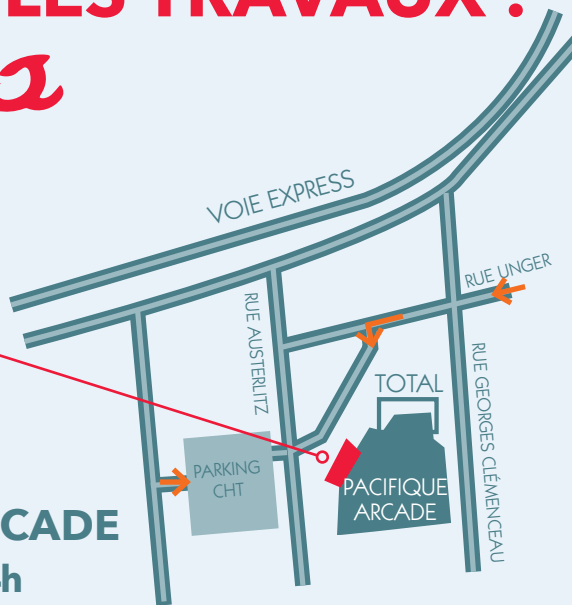 LES TRAVAUX :
VOIE EXPRESS
RUE UNGER
RUE AUSTERLITZ
RUE GEORGES CLÉMENCEAU
TOTAL
PARKING
CHT
PACIFIQUE
ARCADE
CADE
h